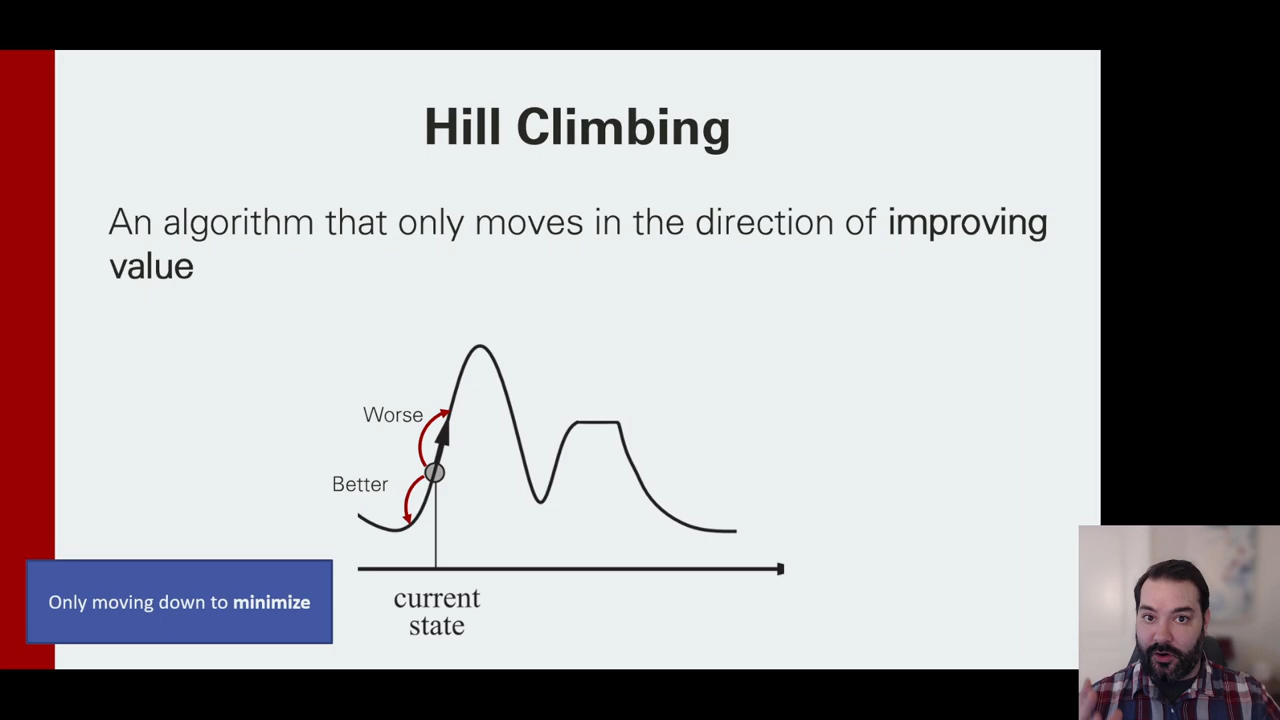 Hill Climbing
An algorithm that only moves in the direction of improving
value
Worse
Better
current
state
Only moving down to minimize